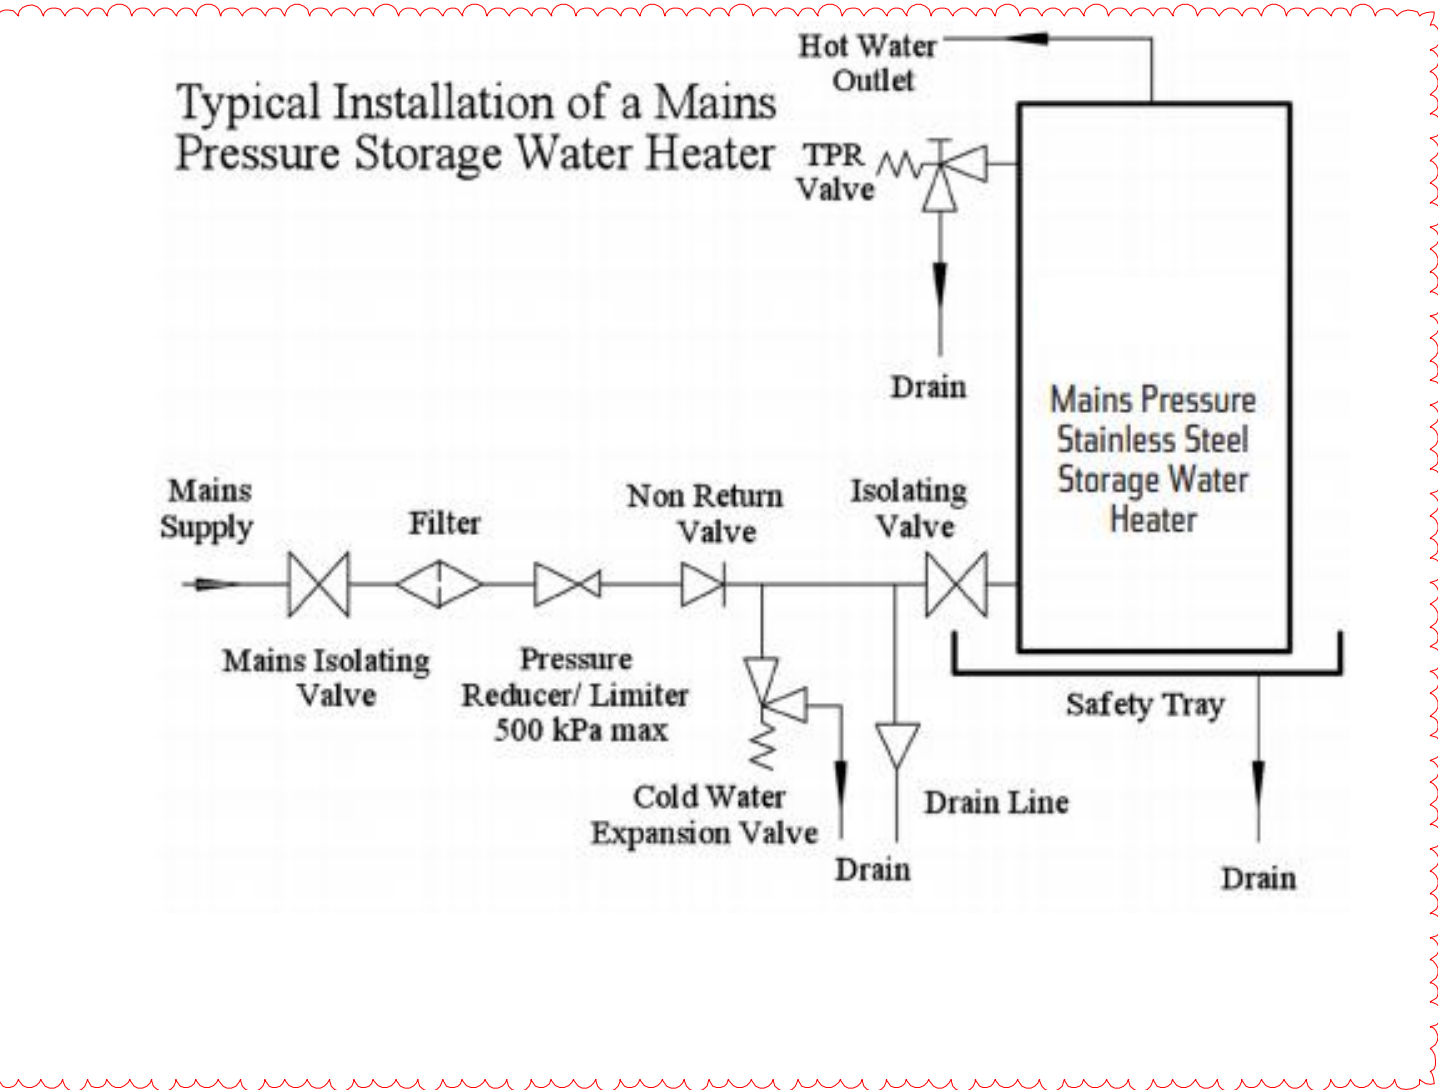 Typical Installation of a Mains
Pressure Storage Water Heater
Hot Water
Outlet
TPR
Valve
Drain
Mains Pressure
Stainless Steel
Storage Water
Heater
Mains
Supply
Filter
Non Return
Valve
Isolating
Valve
Mains Isolating
Valve
Pressure
Reducer/ Limiter
500 kPa max
Safety Tray
Cold Water
Expansion Valve
Drain Line
Drain
Drain